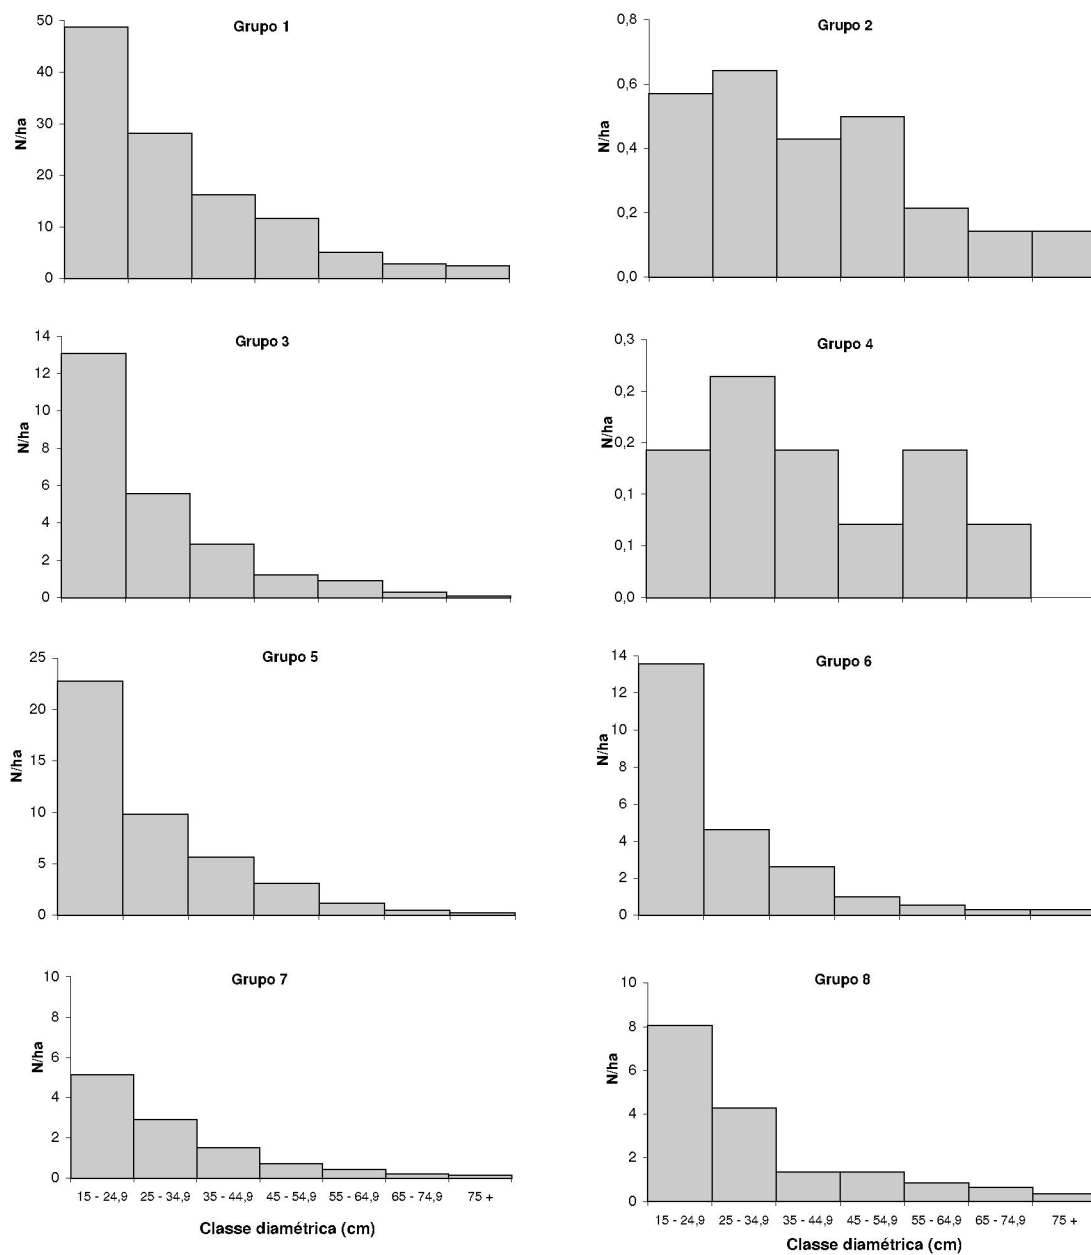 Grupo 1
N/ha
50
40
30
20
10
0
Grupo 2
N/ha
0,8
0,6
0,4
0,2
0,0
Grupo 3
N/ha
14
12
10
8
6
4
2
0
Grupo 4
N/ha
0,3
0,2
0,2
0,1
0,1
0,0
Grupo 5
N/ha
25
20
15
10
5
0
Grupo 6
N/ha
14
12
10
8
6
4
2
0
Grupo 7
N/ha
10
8
6
4
2
0
15 - 24,9 25 - 34,9 35 - 44,9 45 - 54,9 55 - 64,9 65 - 74,9 75 +
Classe diamétrica (cm)
Grupo 8
N/ha
10
8
6
4
2
0
15 - 24,9 25 - 34,9 35 - 44,9 45 - 54,9 55 - 64,9 65 - 74,9 75 +
Classe diamétrica (cm)